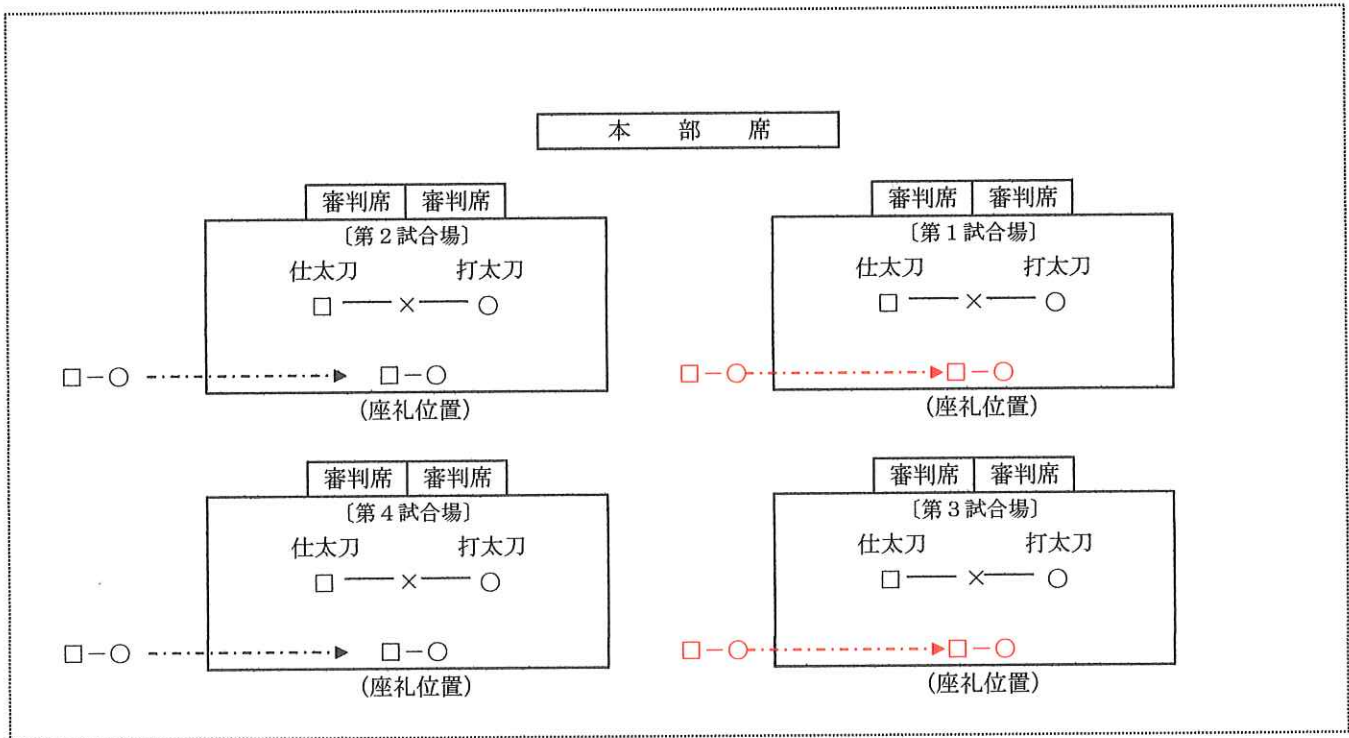 本 部 席
審判席 審判席
〔第2試合場〕
仕太刀 打太刀
□ — × — ○
□－○ □－○
(座礼位置)
審判席 審判席
〔第1試合場〕
仕太刀 打太刀
□ — × — ○
□－○ □－○
(座礼位置)
審判席 審判席
〔第4試合場〕
仕太刀 打太刀
□ — × — ○
□－○ □－○
(座礼位置)
審判席 審判席
〔第3試合場〕
仕太刀 打太刀
□ — × — ○
□－○ □－○
(座礼位置)